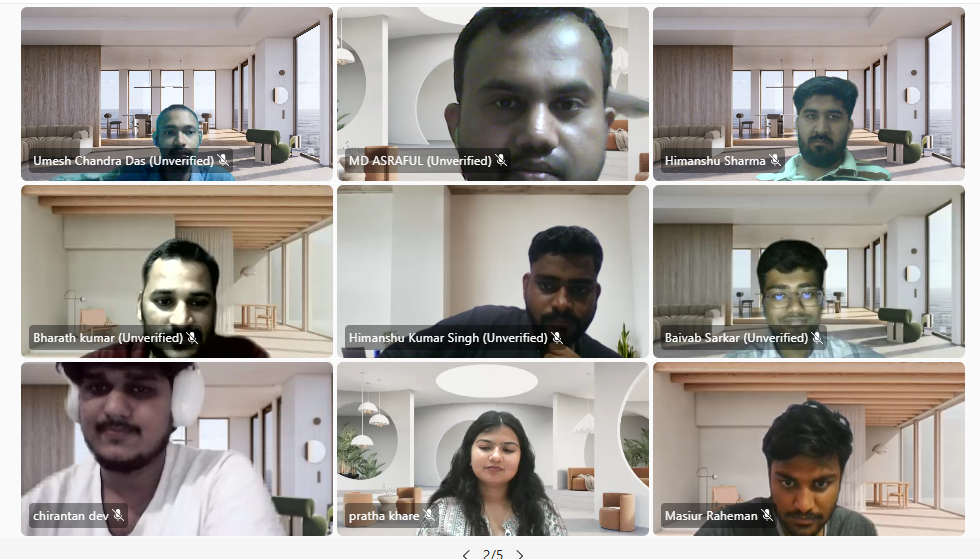 Umesh Chandra Das (Unverified)
MD ASRAFUL (Unverified)
Himanshu Sharma
Bharath kumar (Unverified)
Himanshu Kumar Singh (Unverified)
Baivab Sarkar (Unverified)
chirantan dev
pratha khare
Masiur Raheman
2/5